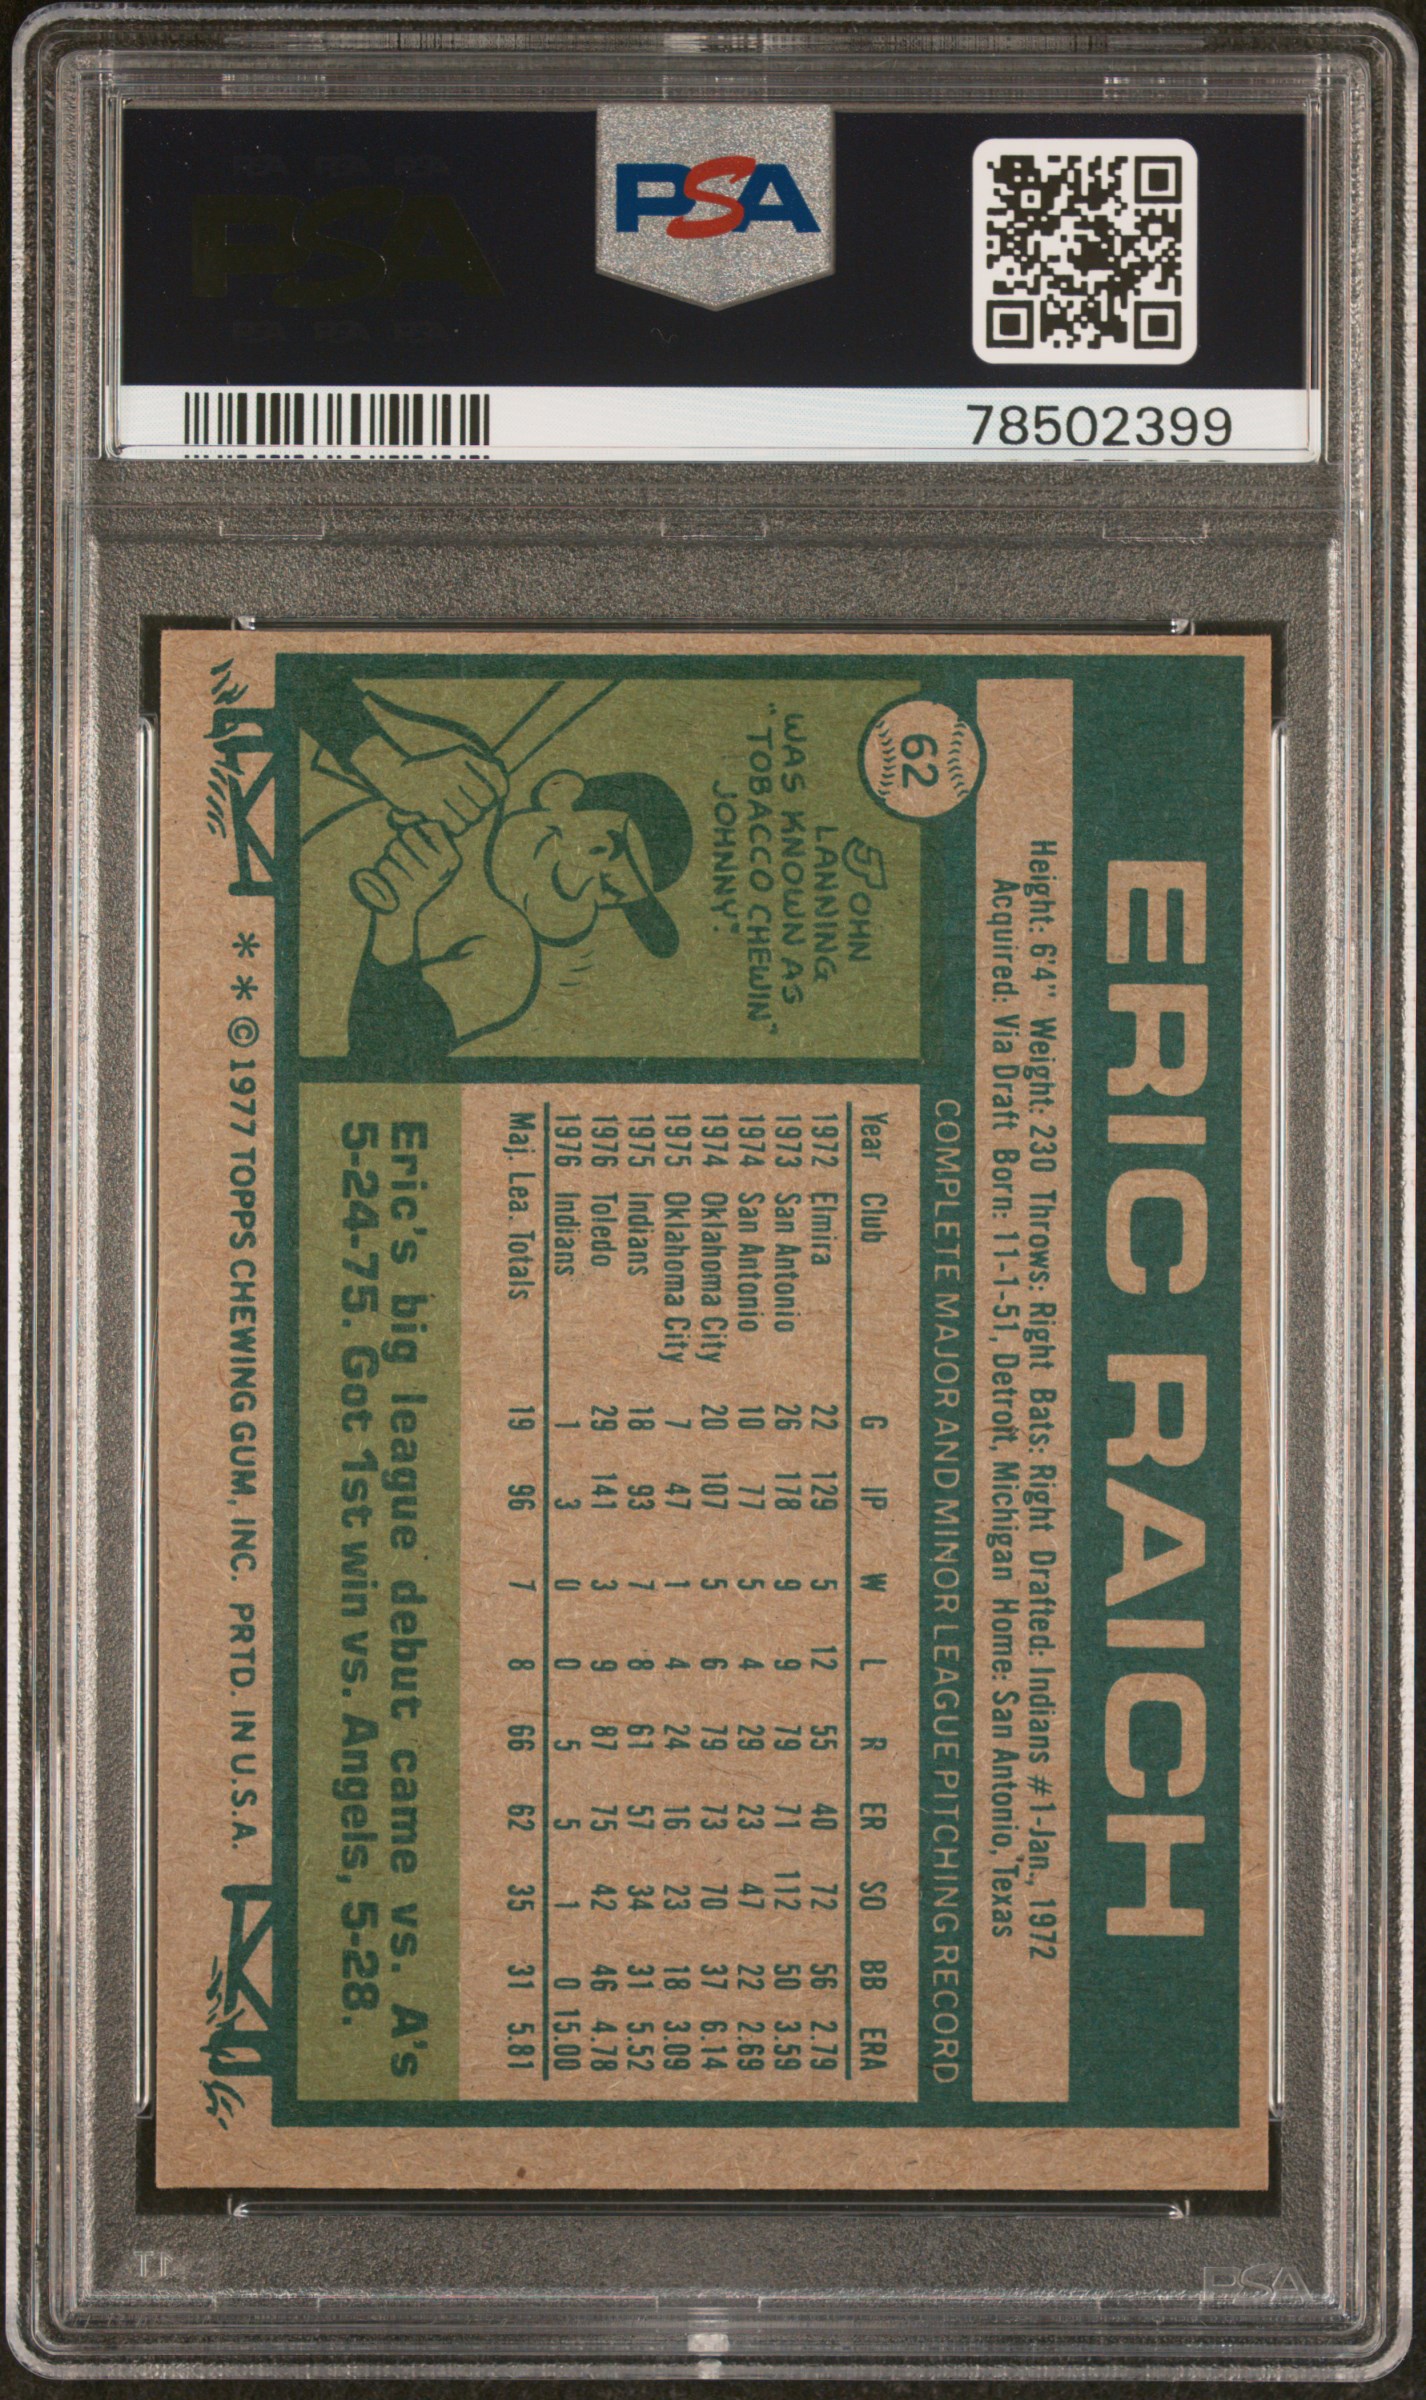 PSA
PSA
78502399
ERIC RAICH
Height: 6'4" Weight: 230 Throws: Right Bats: Right Drafted: Indians #1-Jan., 1972
Acquired: Via Draft Born: 11-1-51, Detroit, Michigan Home: San Antonio, Texas
62
COMPLETE MAJOR AND MINOR LEAGUE PITCHING RECORD
JOHN
LANNING
WAS KNOWN AS
"TOBACCO CHEWIN"
JOHNNY".
Year Club G IP W L R ER SO BB ERA
1972 Elmira 22 129 5 12 55 40 72 56 2.79
1973 San Antonio 26 178 9 9 79 71 112 50 3.59
1974 San Antonio 10 77 5 4 29 23 47 22 2.69
1974 Oklahoma City 20 107 5 6 79 73 70 37 6.14
1975 Oklahoma City 7 47 1 4 24 16 23 18 3.09
1975 Indians 18 93 7 8 61 57 34 31 5.52
1976 Toledo 29 141 3 9 87 75 42 46 4.78
1976 Indians 1 3 0 0 5 5 1 0 15.00
Maj. Lea. Totals 19 96 7 8 66 62 35 31 5.81
Eric's big league debut came vs. A's
5-24-75. Got 1st win vs. Angels, 5-28.
* * ©1977 TOPPS CHEWING GUM, INC. PRTD. IN U.S.A.
PSA